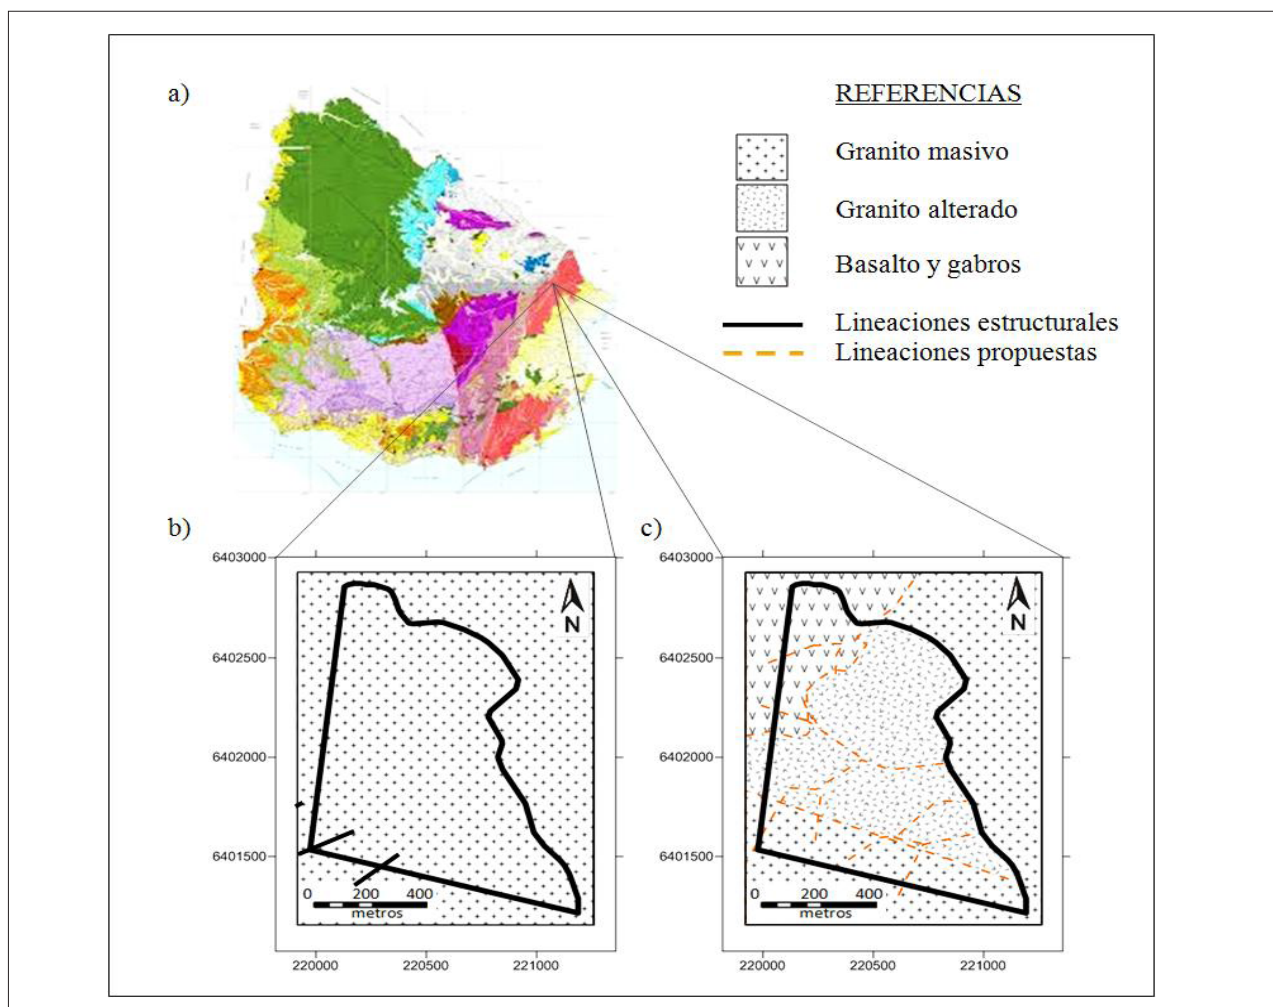 a)
REFERENCIAS
Granito masivo
Granito alterado
Basalto y gabros
Lineaciones estructurales
Lineaciones propuestas
b)
6403000
6402500
6402000
6401500
N
0 200 400
metros
220000 220500 221000
c)
6403000
6402500
6402000
6401500
N
0 200 400
metros
220000 220500 221000